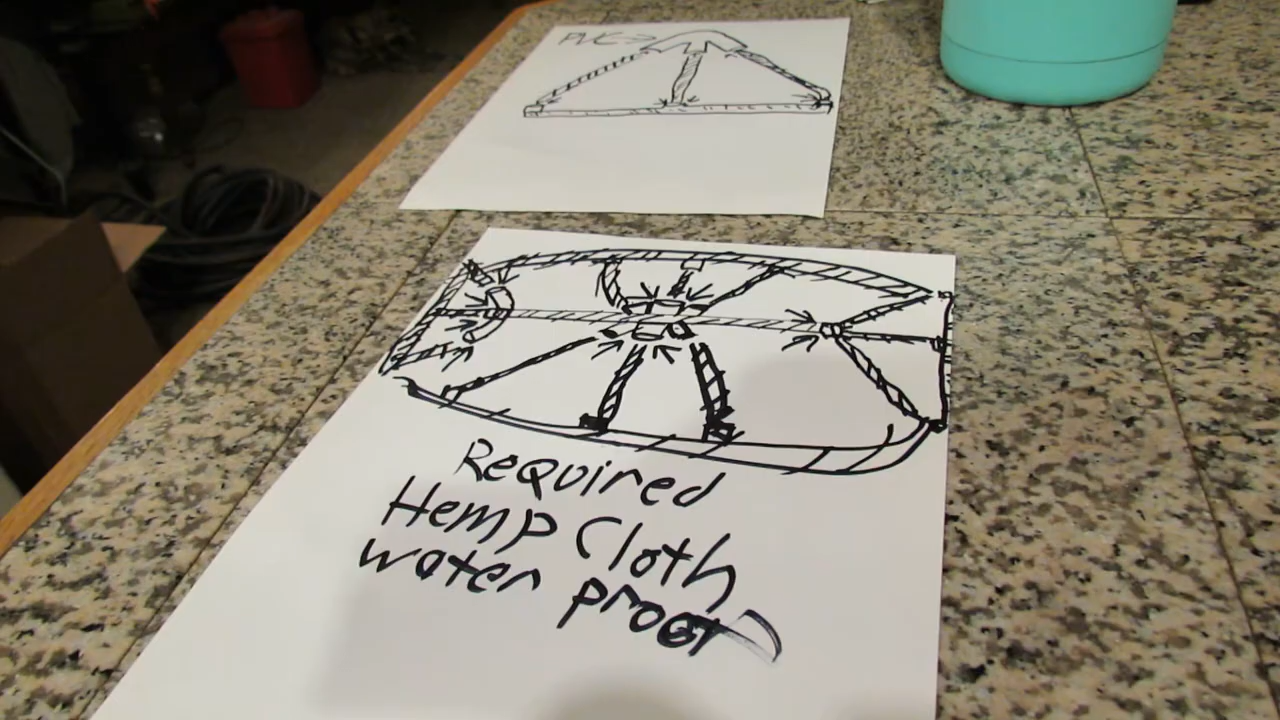 PVC→
Required
Hemp Cloth
water proof